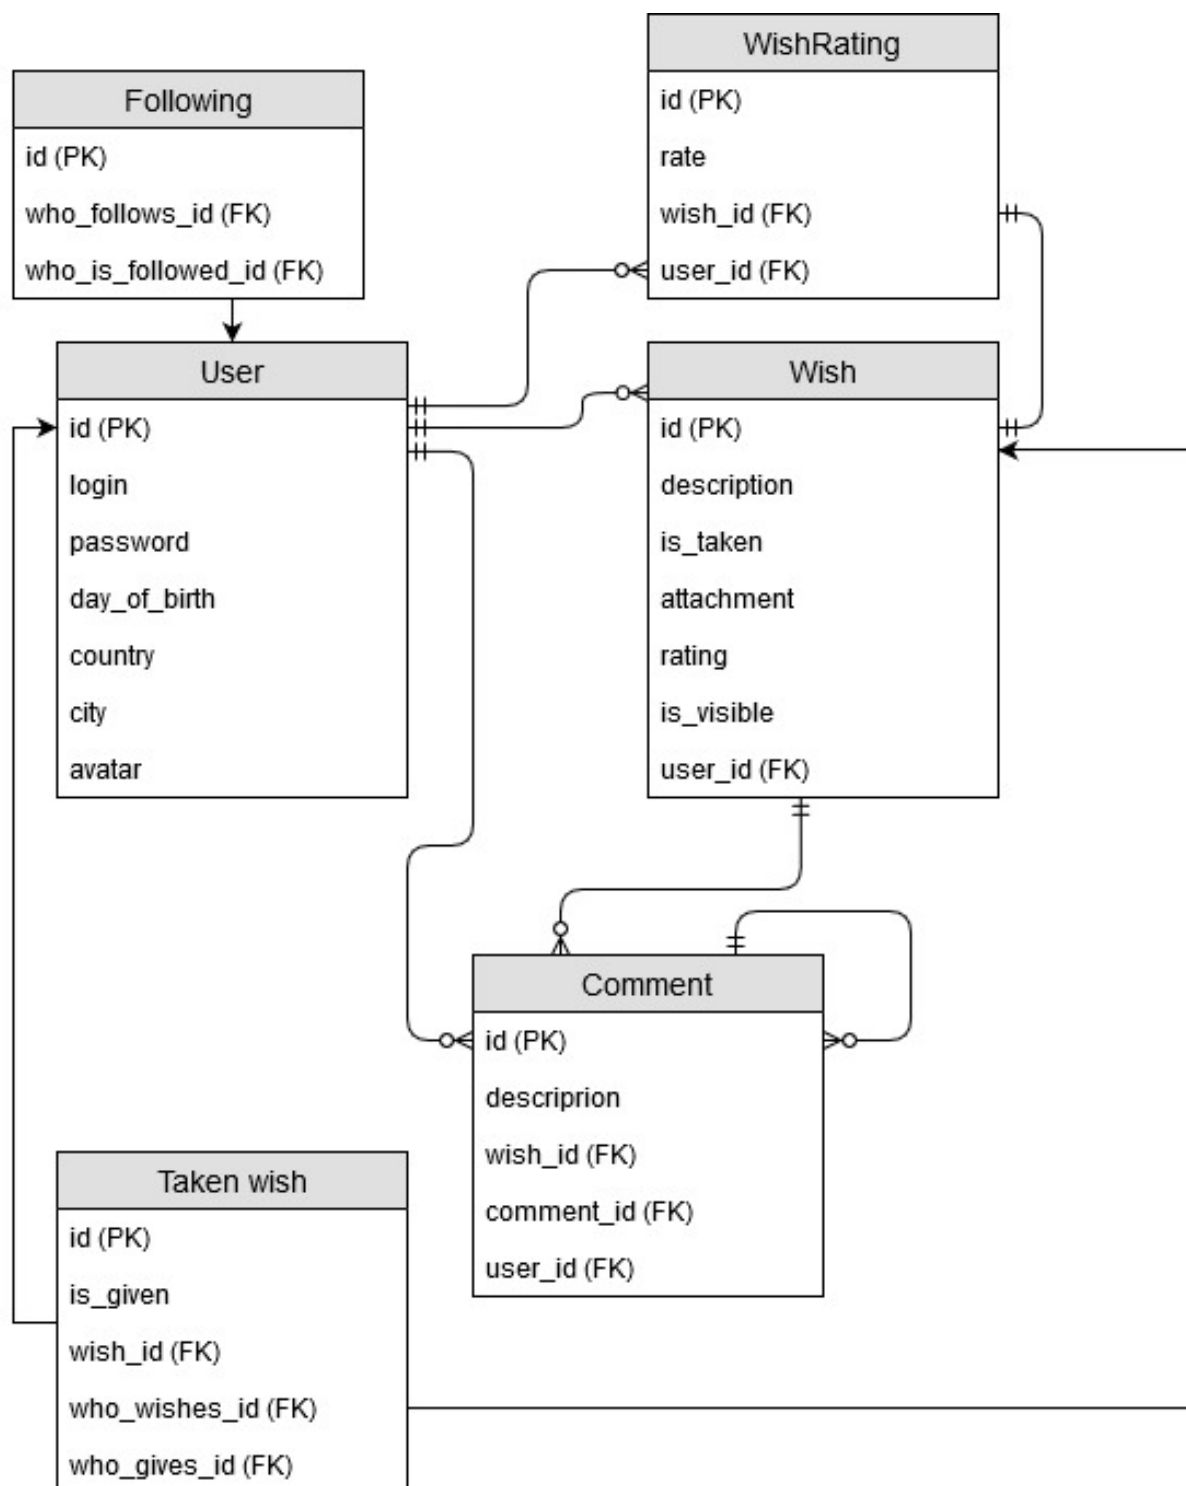 WishRating
id (PK)
rate
wish_id (FK)
user_id (FK)
Following
id (PK)
who_follows_id (FK)
who_is_followed_id (FK)
User
id (PK)
login
password
day_of_birth
country
city
avatar
Wish
id (PK)
description
is_taken
attachment
rating
is_visible
user_id (FK)
Comment
id (PK)
descriprion
wish_id (FK)
comment_id (FK)
user_id (FK)
Taken wish
id (PK)
is_given
wish_id (FK)
who_wishes_id (FK)
who_gives_id (FK)